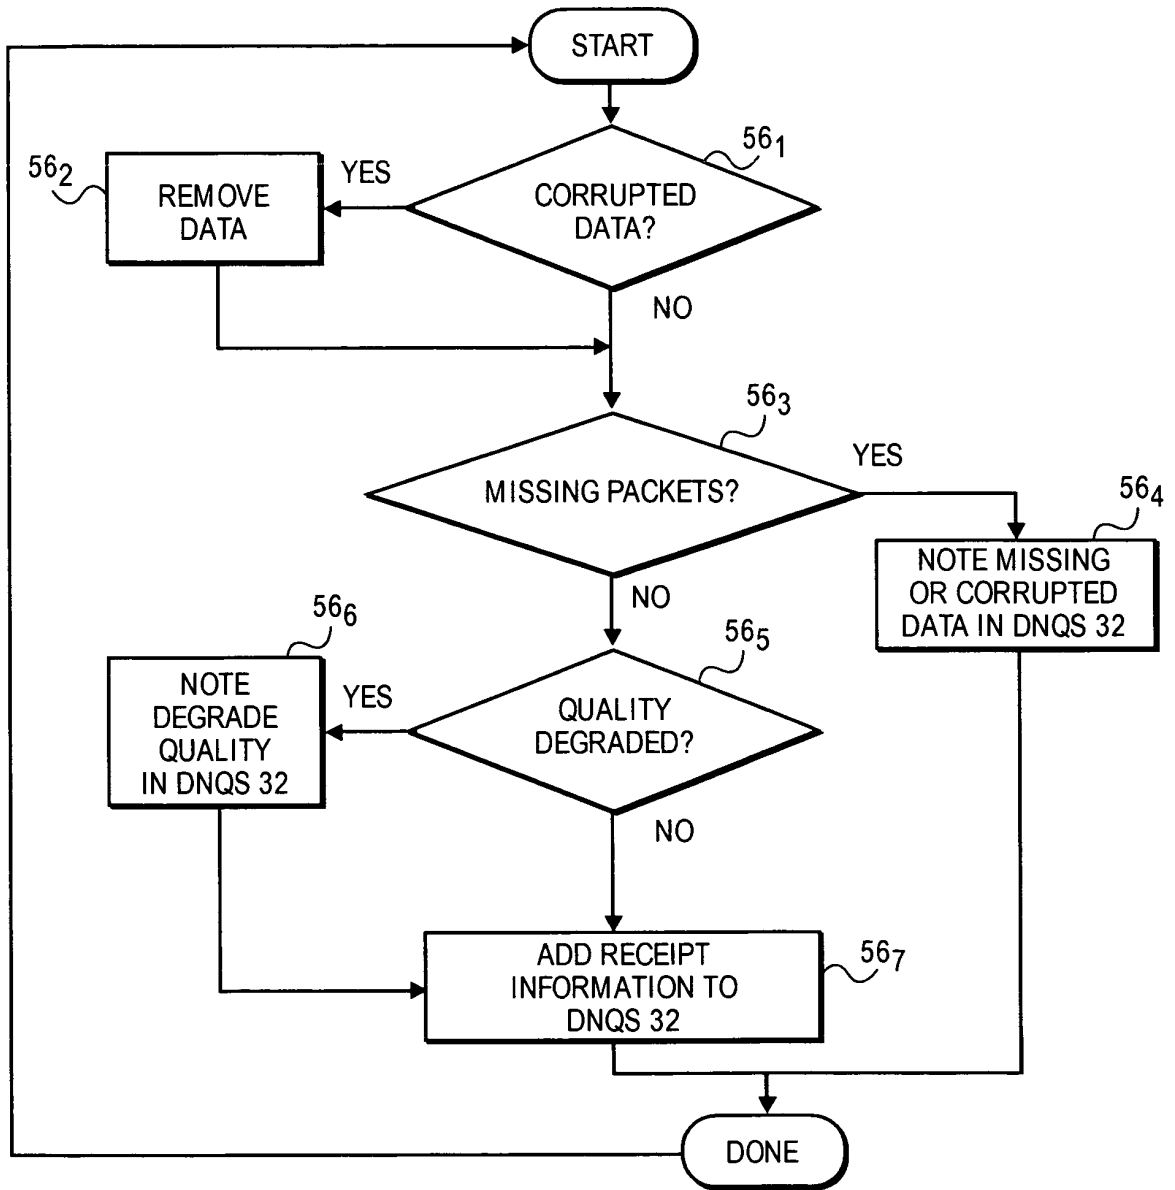 START
56₁
CORRUPTED
DATA?
YES
56₂
REMOVE
DATA
NO
56₃
MISSING PACKETS?
YES
56₄
NOTE MISSING
OR CORRUPTED
DATA IN DNQS 32
NO
56₅
QUALITY
DEGRADED?
YES
56₆
NOTE
DEGRADE
QUALITY
IN DNQS 32
NO
ADD RECEIPT
INFORMATION TO
DNQS 32
56₇
DONE